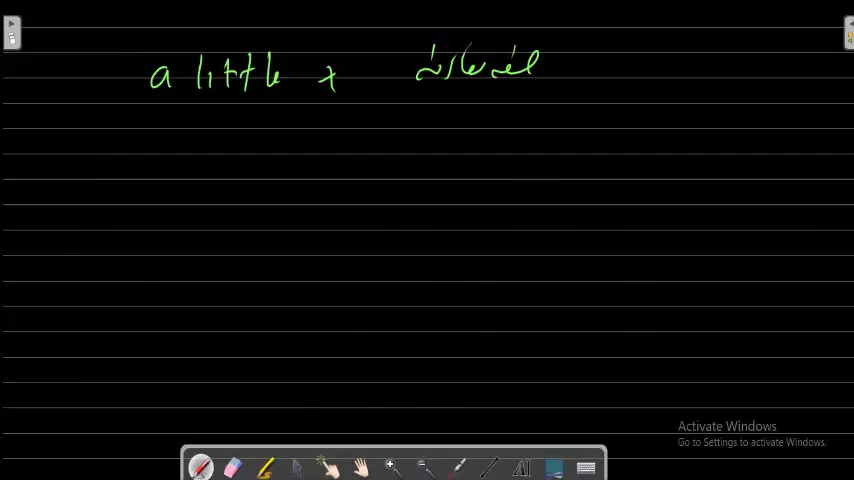 a little +
Activate Windows
Go to Settings to activate Windows.